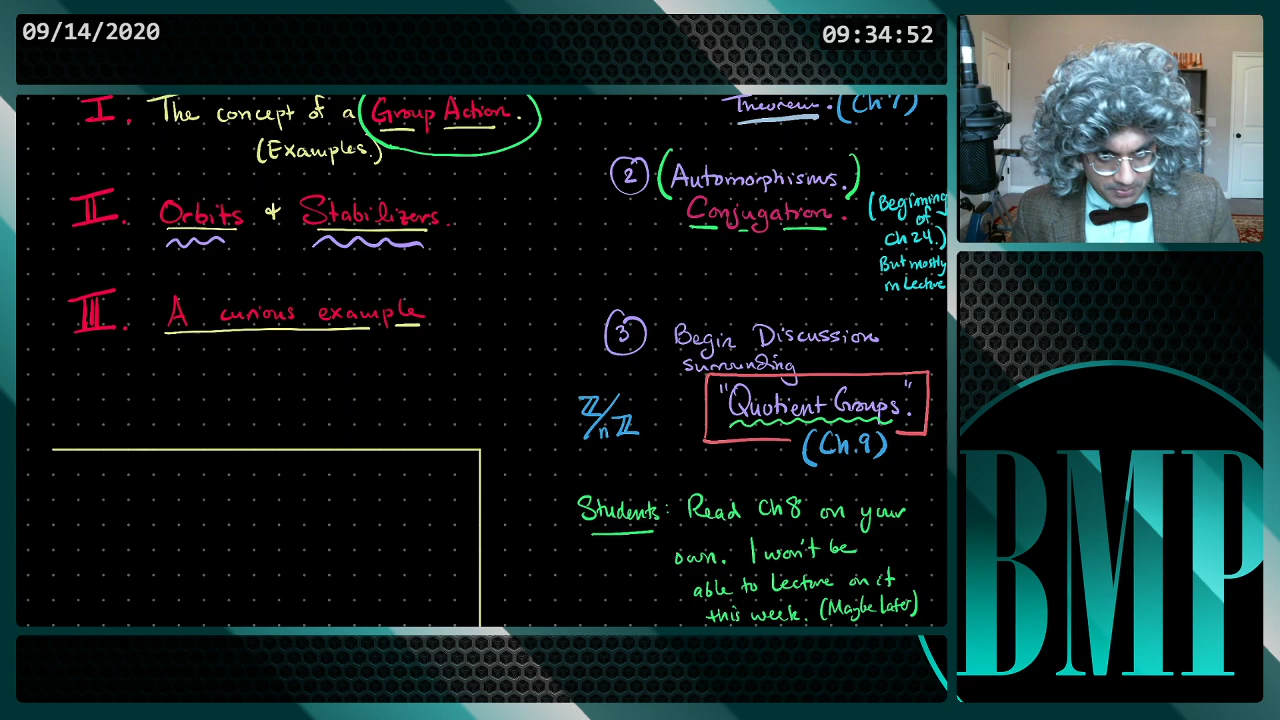 09/14/2020
09:34:52
I. The concept of a Group Action.
(Examples.)
II. Orbits & Stabilizers.
III. A curious example
Theorem. (Ch 7.)
2 (Automorphisms.)
Conjugation.
(Beginning
of
Ch 24.)
But mostly
in Lecture
3 Begin Discussion
surrounding
"Quotient Groups".
ℤ/nℤ
(Ch. 9)
Students: Read Ch 8 on your
own. I won't be
able to Lecture on it
this week. (Maybe Later)
BMP